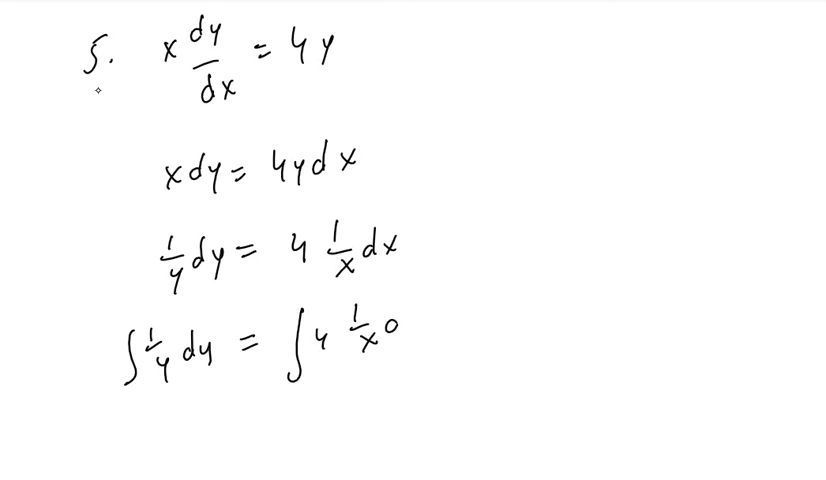 5. x dy/dx = 4y
xdy = 4ydx
1/y dy = 4 1/x dx
∫ 1/y dy = ∫ 4 1/x